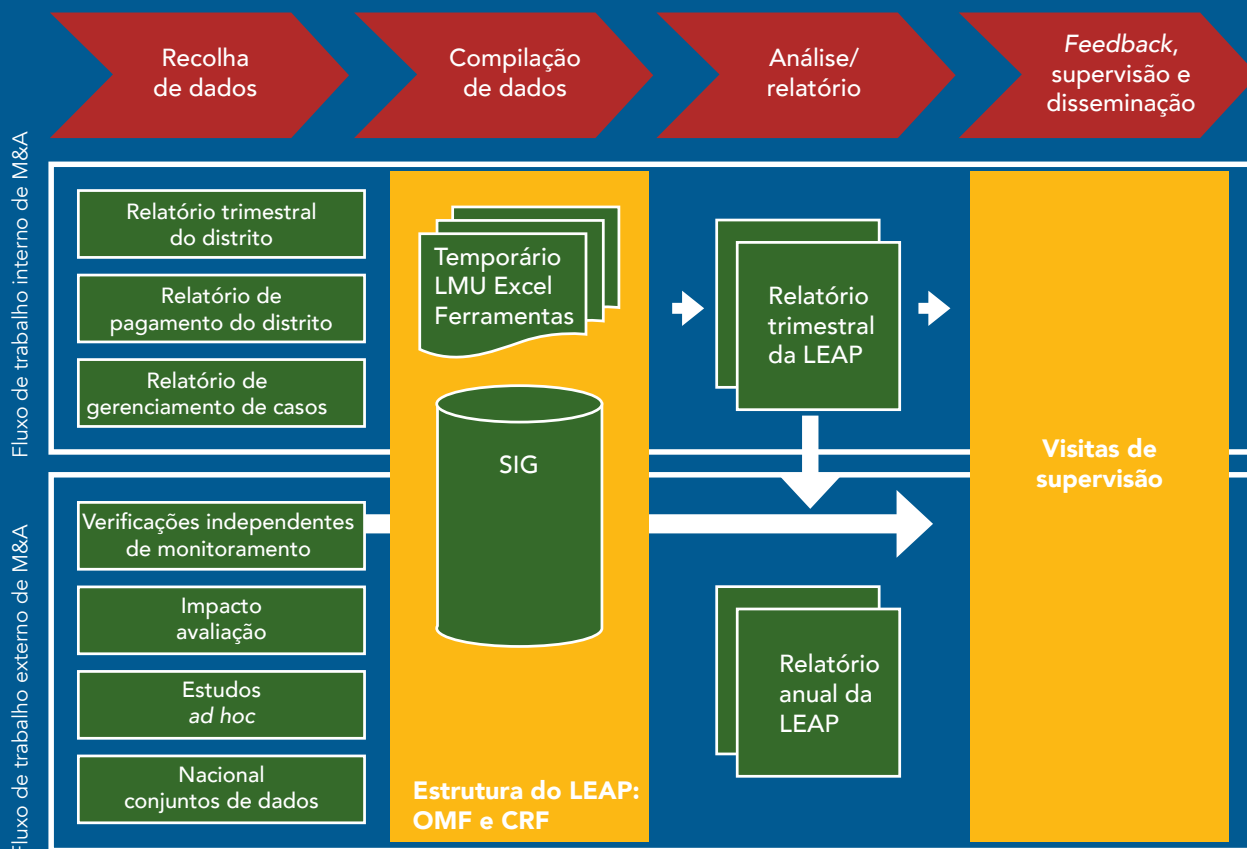 Recolha
de dados
Compilação
de dados
Análise/
relatório
Feedback,
supervisão e
disseminação
Fluxo de trabalho interno de M&A
Relatório trimestral
do distrito
Relatório de
pagamento do distrito
Relatório de
gerenciamento de casos
Temporário
LMU Excel
Ferramentas
SIG
Relatório
trimestral
da LEAP
Visitas de
supervisão
Fluxo de trabalho externo de M&A
Verificações independentes
de monitoramento
Impacto
avaliação
Estudos
ad hoc
Nacional
conjuntos de dados
Estrutura do LEAP:
OMF e CRF
Relatório
anual da
LEAP